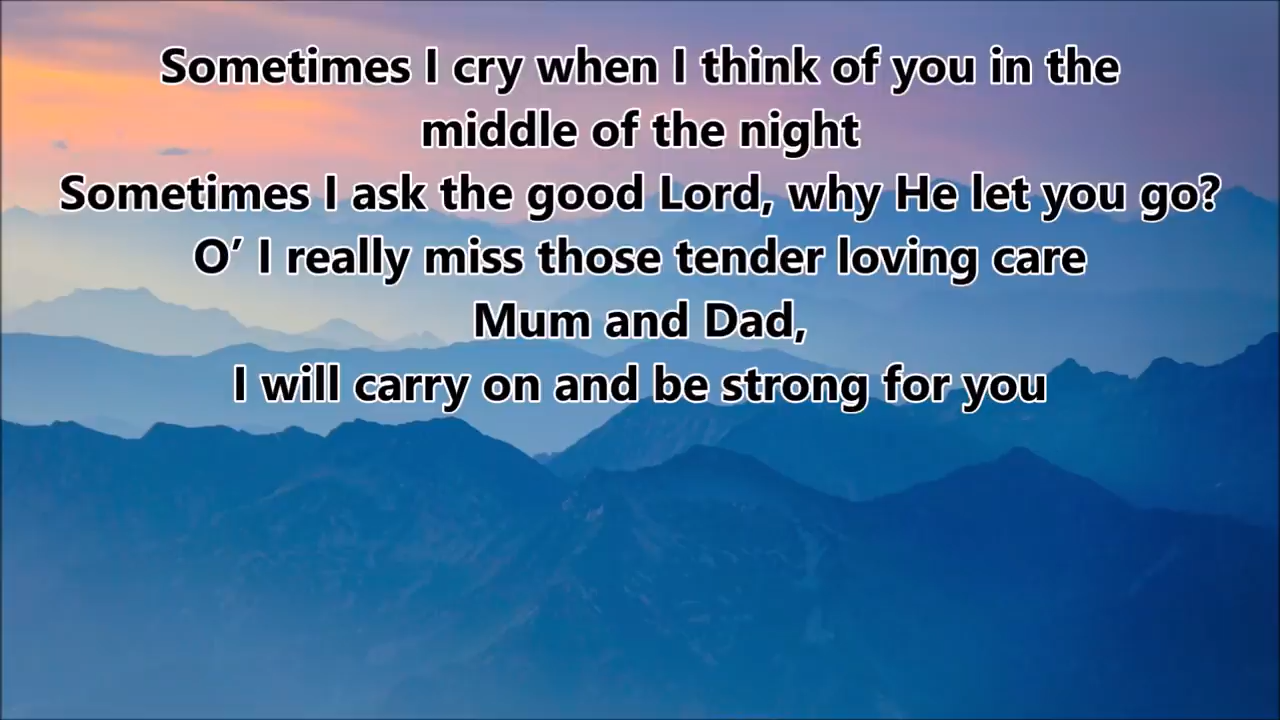 Sometimes I cry when I think of you in the
middle of the night
Sometimes I ask the good Lord, why He let you go?
O’ I really miss those tender loving care
Mum and Dad,
I will carry on and be strong for you